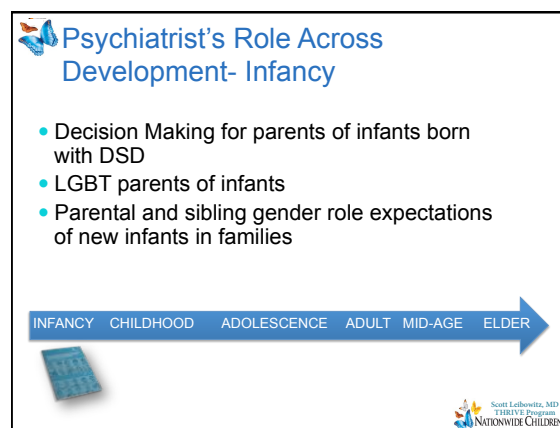 Psychiatrist's Role Across
Development- Infancy
• Decision Making for parents of infants born
with DSD
• LGBT parents of infants
• Parental and sibling gender role expectations
of new infants in families
INFANCY CHILDHOOD ADOLESCENCE ADULT MID-AGE ELDER
Scott Leibowitz, MD
THRIVE Program
NATIONWIDE CHILDREN